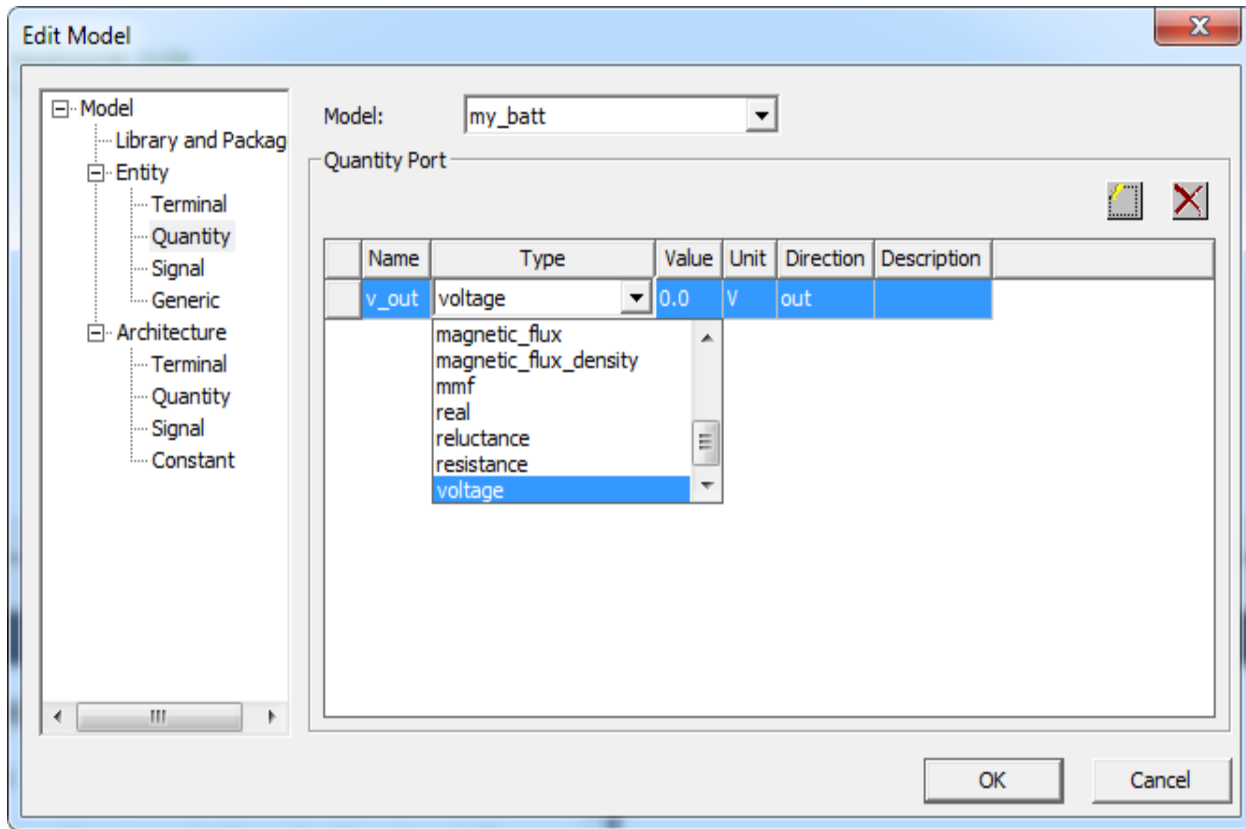 Edit Model
Model
Library and Packag
Entity
Terminal
Quantity
Signal
Generic
Architecture
Terminal
Quantity
Signal
Constant
Model: my_batt
Quantity Port
Name Type Value Unit Direction Description
v_out voltage 0.0 V out
magnetic_flux
magnetic_flux_density
mmf
real
reluctance
resistance
voltage
OK Cancel